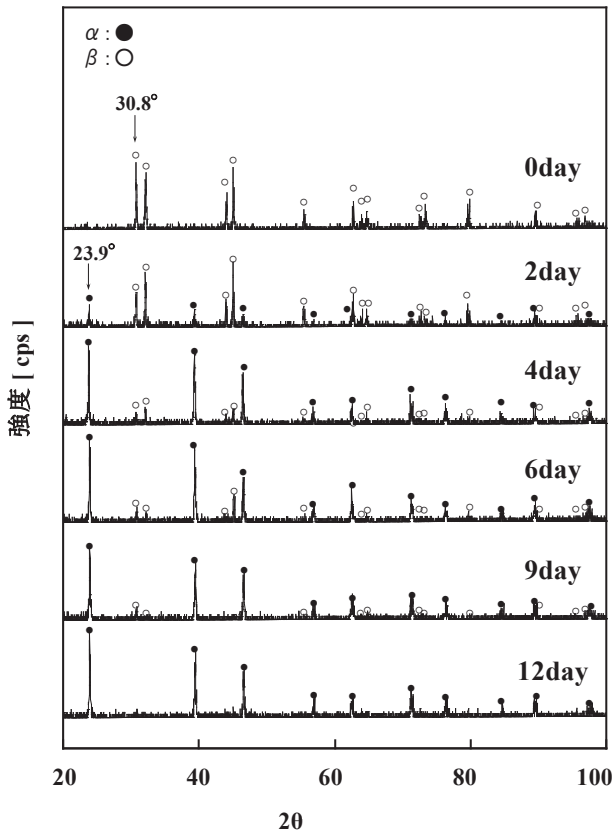 α : ●
β : ○
30.8°
0day
23.9°
2day
4day
6day
9day
12day
強度 [ cps ]
20 40 60 80 100
2θ